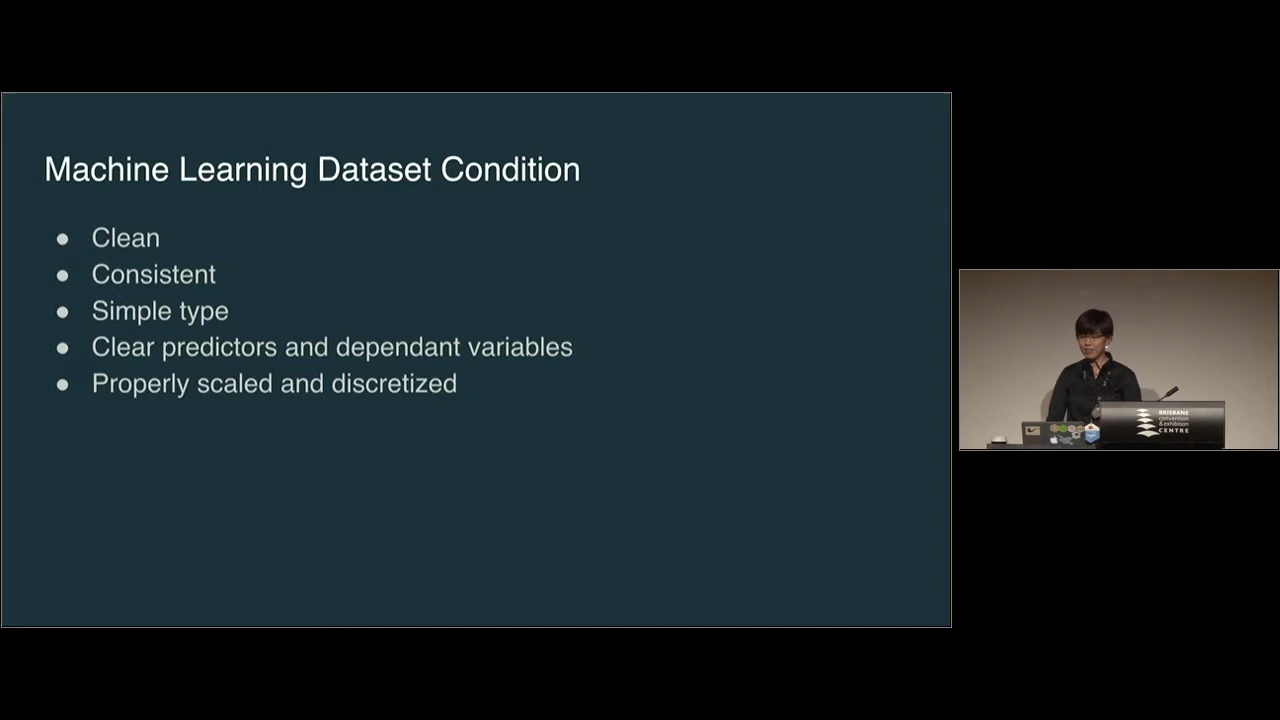 Machine Learning Dataset Condition
● Clean
● Consistent
● Simple type
● Clear predictors and dependant variables
● Properly scaled and discretized
BRISBANE
convention
& exhibition
CENTRE